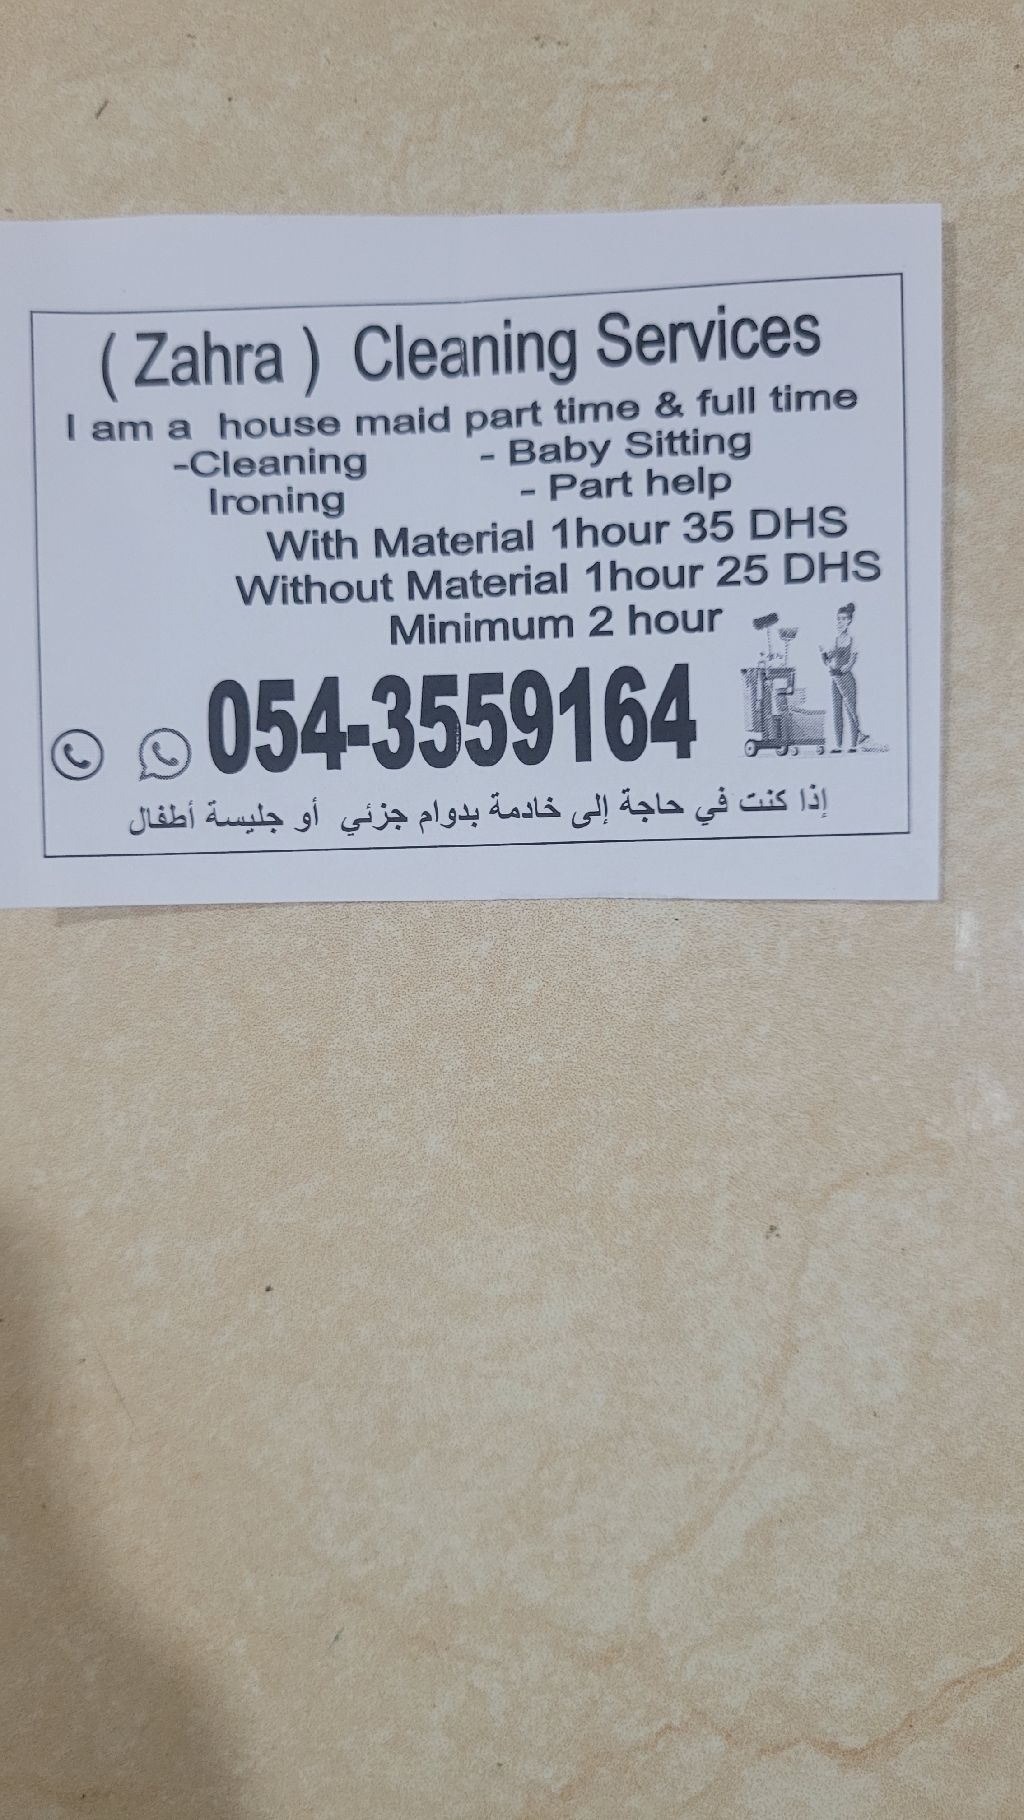 ( Zahra ) Cleaning Services
I am a house maid part time & full time
-Cleaning - Baby Sitting
Ironing - Part help
With Material 1hour 35 DHS
Without Material 1hour 25 DHS
Minimum 2 hour
054-3559164
إذا كنت في حاجة إلى خادمة بدوام جزئي أو جليسة أطفال